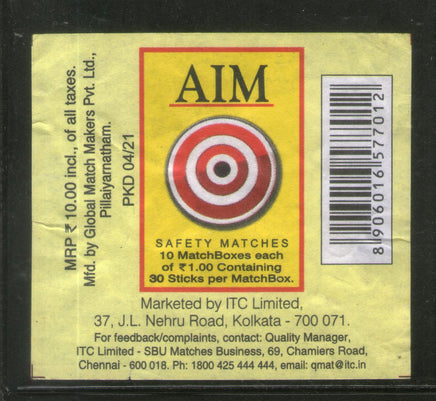 MRP ₹ 10.00 incl., of all taxes.
Mfd. by Global Match Makers Pvt. Ltd.,
Pillaiyarnatham.
PKD 04/21
AIM
SAFETY MATCHES
10 MatchBoxes each
of ₹1.00 Containing
30 Sticks per MatchBox.
8906016577012
Marketed by ITC Limited,
37, J.L. Nehru Road, Kolkata - 700 071.
For feedback/complaints, contact: Quality Manager,
ITC Limited - SBU Matches Business, 69, Chamiers Road,
Chennai - 600 018. Ph: 1800 425 444 444, email: qmat@itc.in